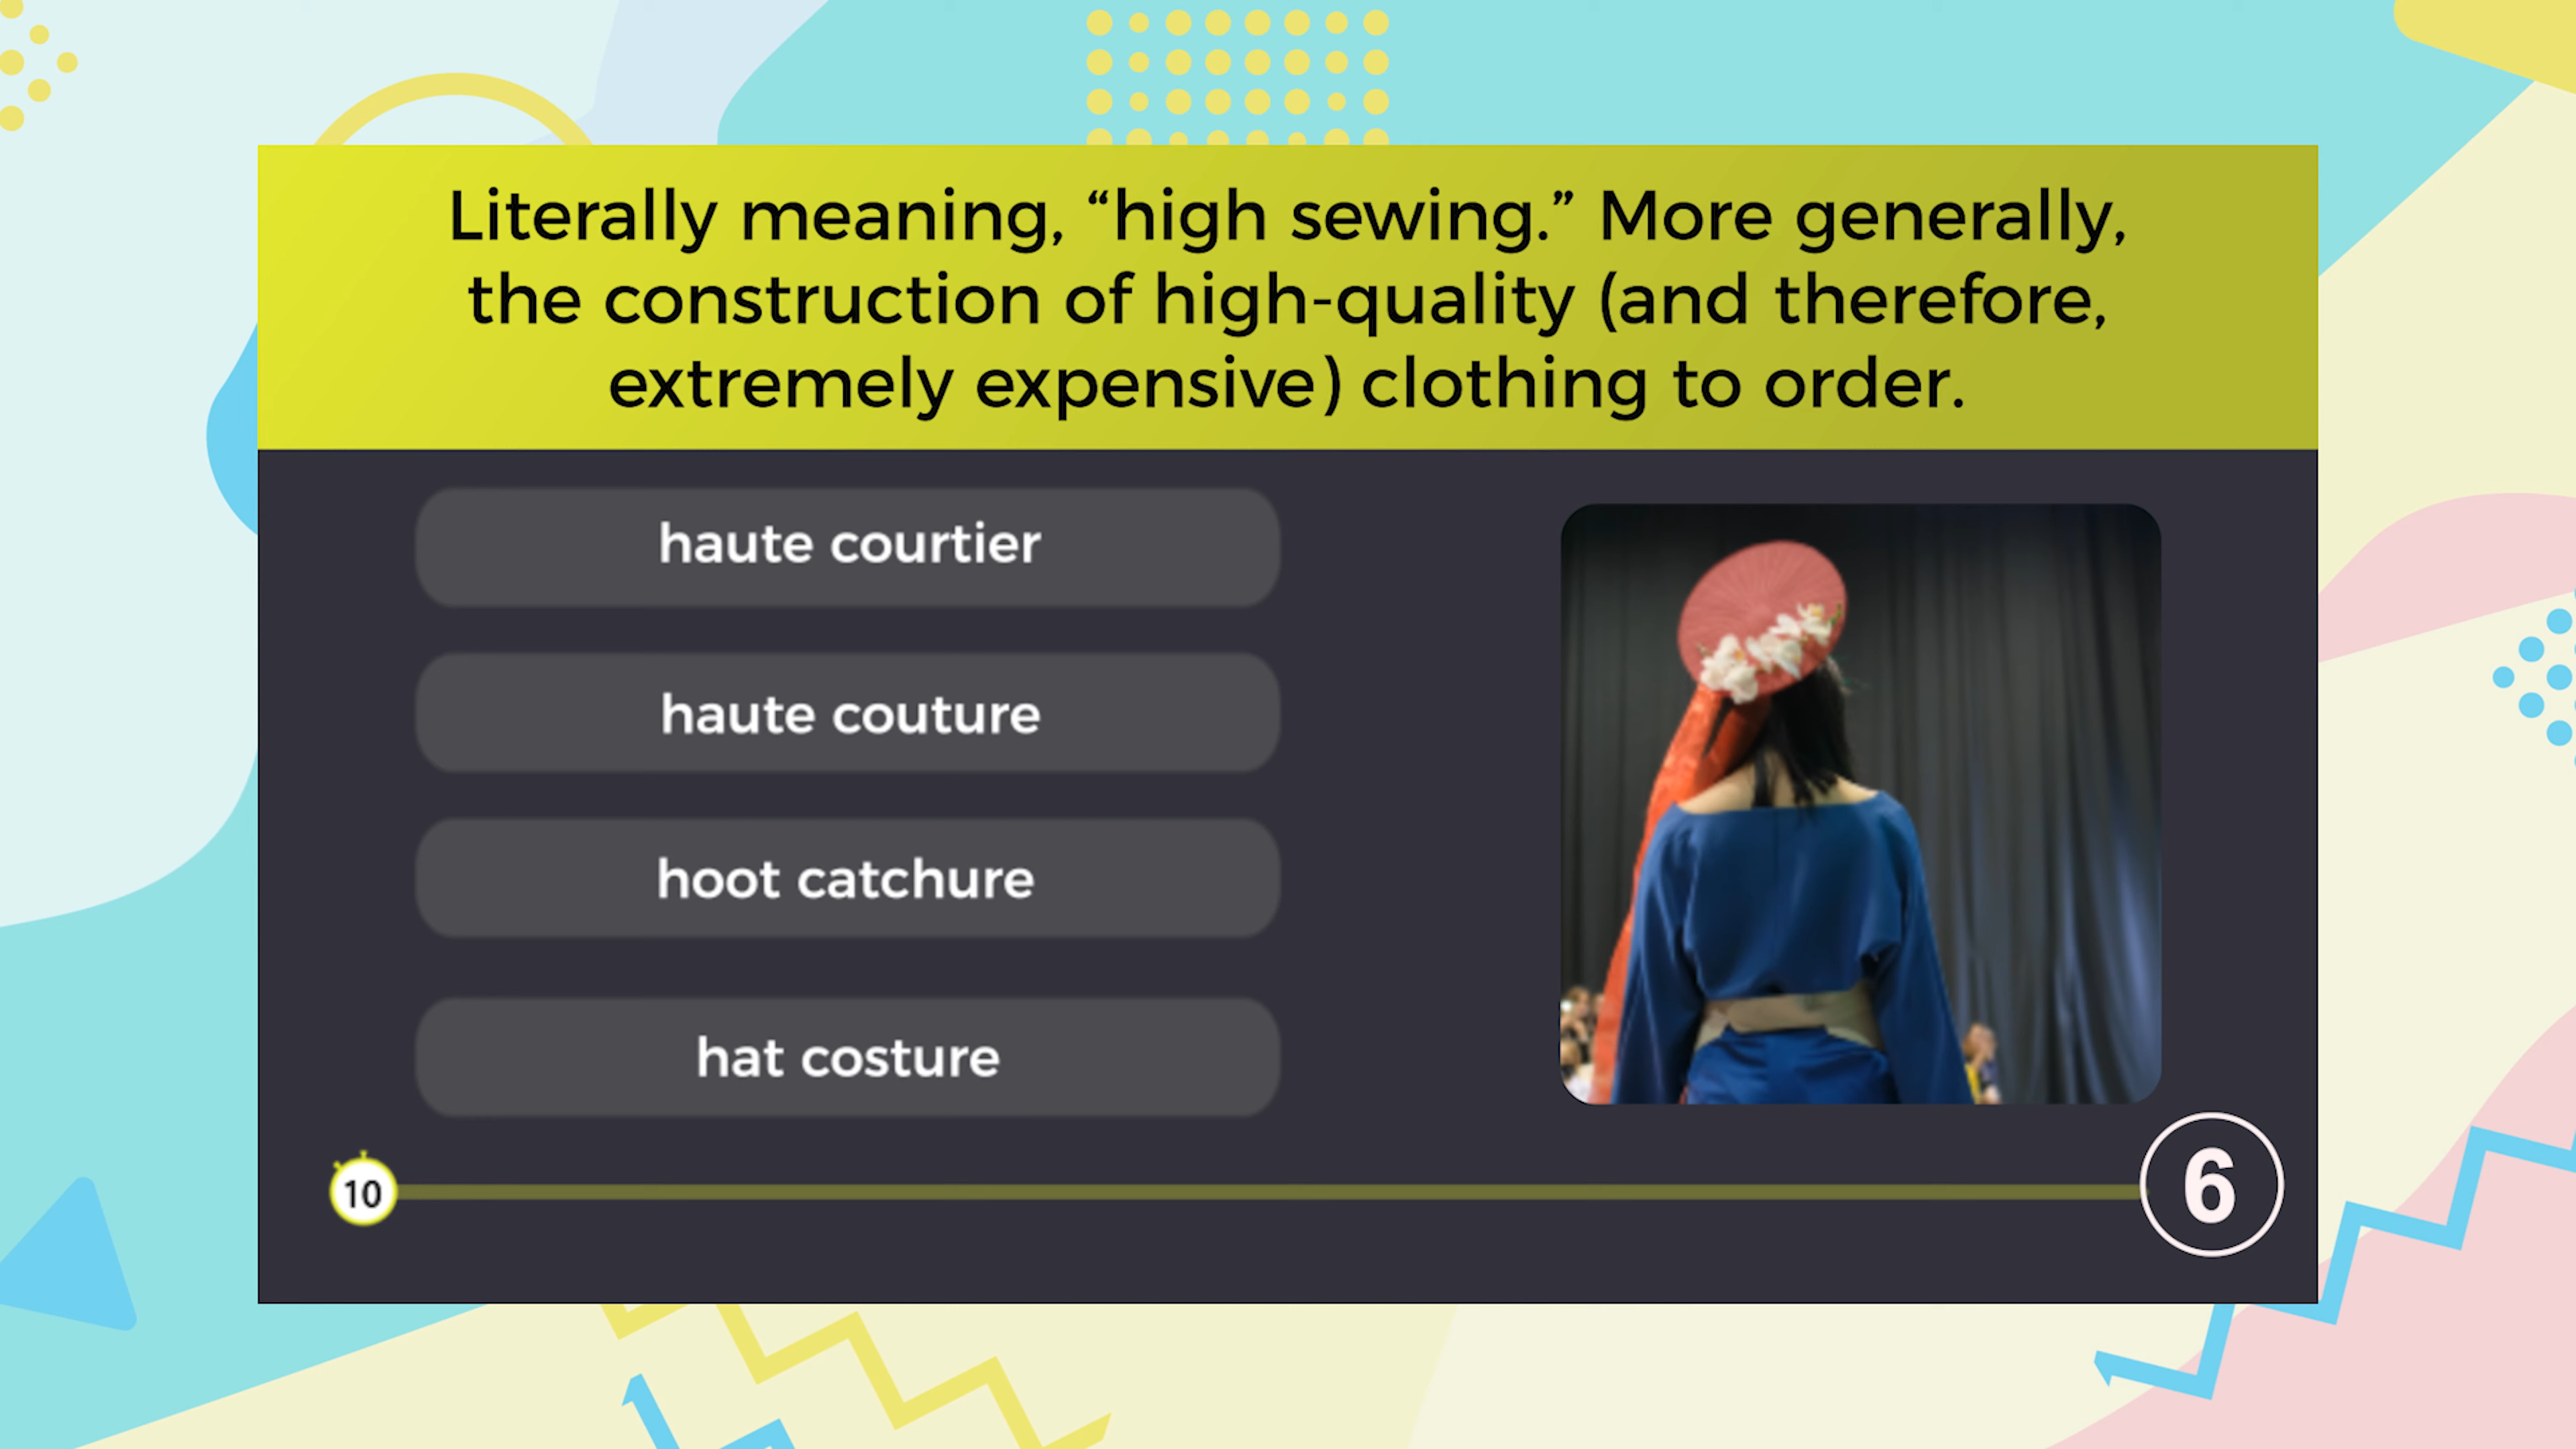 Literally meaning, “high sewing.” More generally,
the construction of high-quality (and therefore,
extremely expensive) clothing to order.
haute courtier
haute couture
hoot catchure
hat costure
10
6